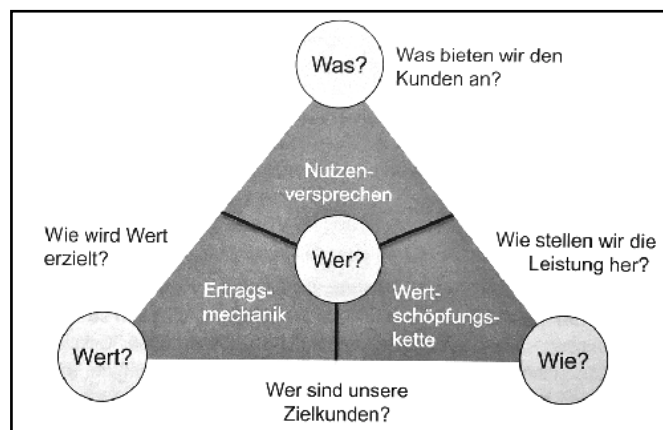 Was?
Was bieten wir den
Kunden an?
Nutzen-
versprechen
Wie wird Wert
erzielt?
Wer?
Wie stellen wir die
Leistung her?
Ertrags-
mechanik
Wert-
schöpfungs-
kette
Wert?
Wie?
Wer sind unsere
Zielkunden?